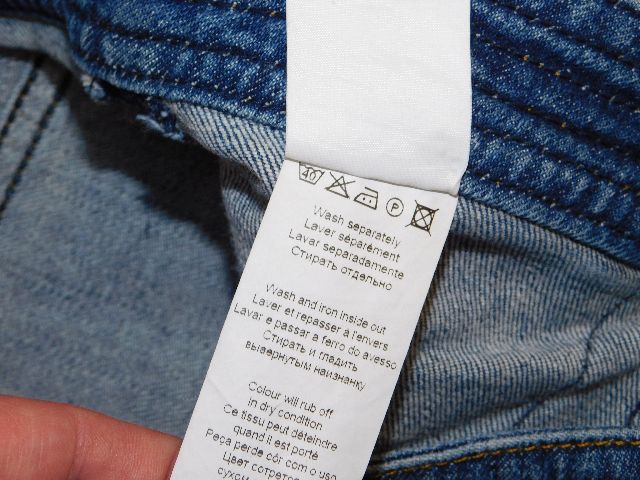 40 P
Wash separately
Laver séparément
Lavar separadamente
Стирать отдельно
Wash and iron inside out
Laver et repasser à l'envers
Lavar e passar a ferro do avesso
Стирать и гладить
вывернутым наизнанку
Colour will rub off
in dry condition
Ce tissu peut déteindre
quand il est porté
Peça perde côr com o uso
Цвет сотрется